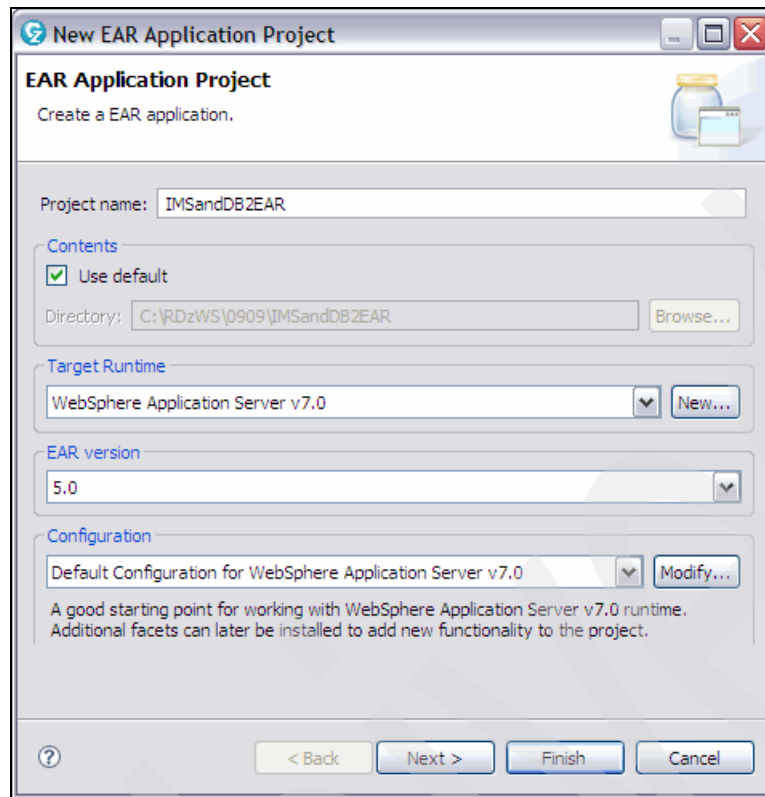 New EAR Application Project
EAR Application Project
Create a EAR application.
Project name: IMSandDB2EAR
Contents
Use default
Directory: C:\RDzWS\0909\IMSandDB2EAR Browse...
Target Runtime
WebSphere Application Server v7.0 New...
EAR version
5.0
Configuration
Default Configuration for WebSphere Application Server v7.0 Modify...
A good starting point for working with WebSphere Application Server v7.0 runtime.
Additional facets can later be installed to add new functionality to the project.
? < Back Next > Finish Cancel